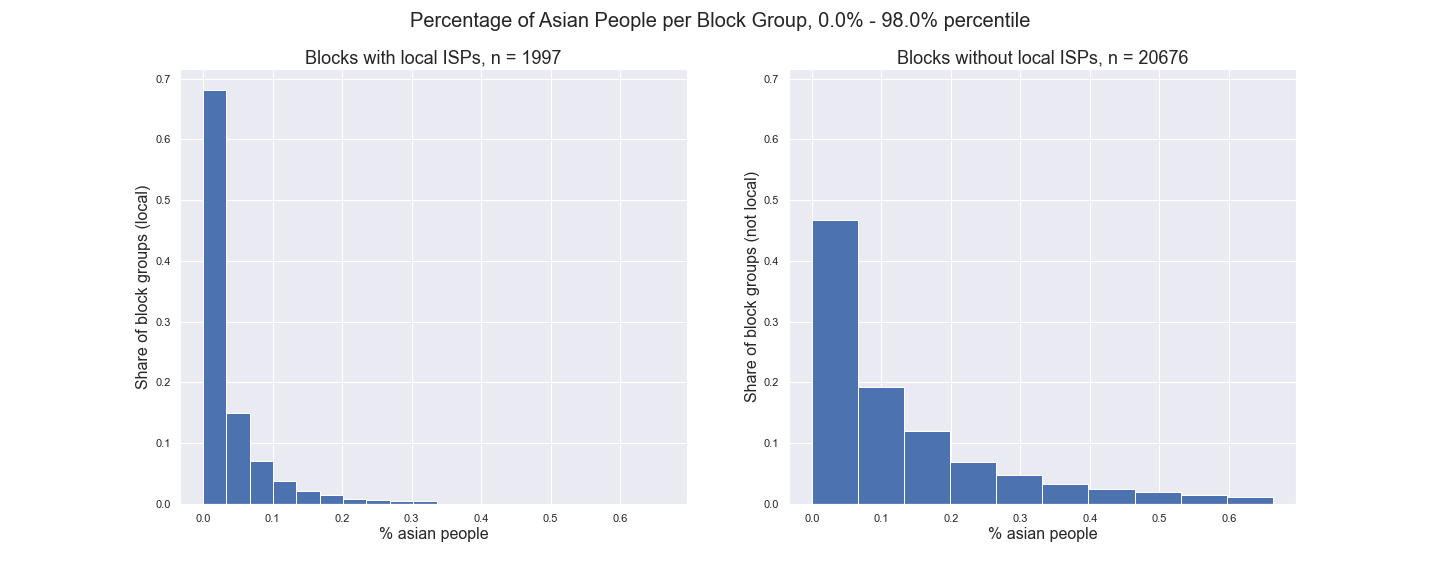 Percentage of Asian People per Block Group, 0.0% - 98.0% percentile
Blocks with local ISPs, n = 1997
Share of block groups (local)
0.7
0.6
0.5
0.4
0.3
0.2
0.1
0.0
0.0 0.1 0.2 0.3 0.4 0.5 0.6
% asian people
Blocks without local ISPs, n = 20676
Share of block groups (not local)
0.7
0.6
0.5
0.4
0.3
0.2
0.1
0.0
0.0 0.1 0.2 0.3 0.4 0.5 0.6
% asian people